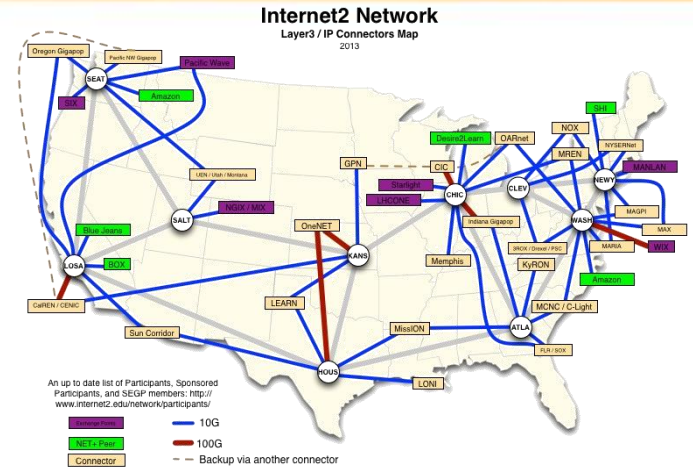 Internet2 Network
Layer3 / IP Connectors Map
2013
Oregon Gigapop
Pacific NW Gigapop
Pacific Wave
SEAT
SIX
Amazon
SHI
Desire2Learn
OARnet
NOX
NYSERNet
MREN
GPN
CIC
MANLAN
UEN / Utah / Montana
Starlight
LHCONE
CHIC
CLEV
NEWY
NGIX / MIX
SALT
Indiana Gigapop
WASH
MAGPI
MAX
Blue Jeans
OneNET
3ROX / Drexel / PSC
MARIA
WIX
LOSA
BOX
KANS
Memphis
KyRON
Amazon
CalREN / CENIC
LEARN
MCNC / C-Light
Sun Corridor
MissION
ATLA
FLR / SOX
HOUS
LONI
An up to date list of Participants, Sponsored
Participants, and SEGP members: http://
www.internet2.edu/network/participants/
Exchange Points
10G
NET+ Peer
100G
Connector
Backup via another connector